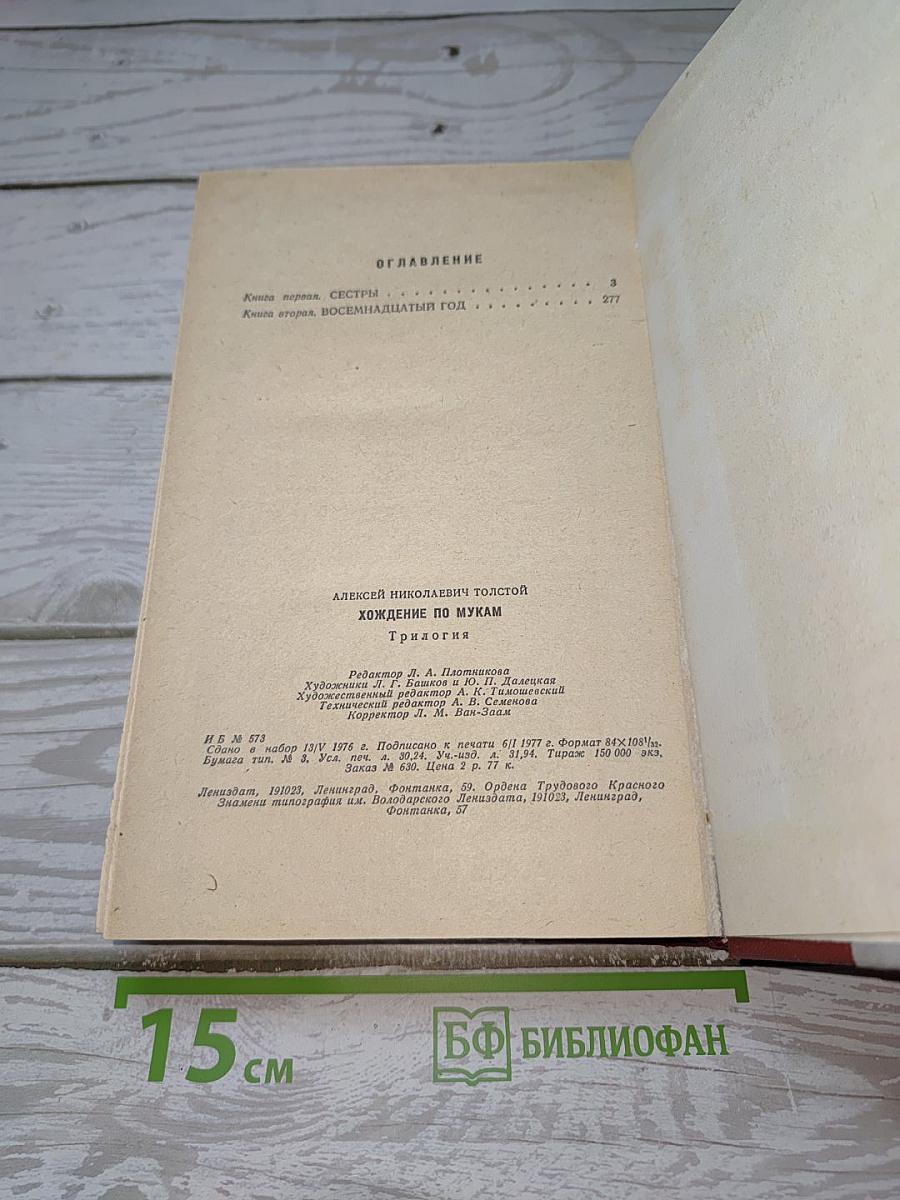 ОГЛАВЛЕНИЕ
Книга первая. СЕСТРЫ . . . . . . . . . . . . . . . 3
Книга вторая. ВОСЕМНАДЦАТЫЙ ГОД . . . . . . . . . 277
АЛЕКСЕЙ НИКОЛАЕВИЧ ТОЛСТОЙ
ХОЖДЕНИЕ ПО МУКАМ
Трилогия
Редактор Л. А. Плотникова
Художники Л. Г. Башков и Ю. П. Далецкая
Художественный редактор А. К. Тимошевский
Технический редактор А. В. Семенова
Корректор Л. М. Ван-Заам
И Б № 573
Сдано в набор 13/V 1976 г. Подписано к печати 6/I 1977 г. Формат 84×108¹/₃₂.
Бумага тип. № 3. Усл. печ. л. 30,24. Уч.-изд. л. 31,94. Тираж 150 000 экз.
Заказ № 630. Цена 2 р. 77 к.
Лениздат, 191023, Ленинград, Фонтанка, 59. Ордена Трудового Красного
Знамени типография им. Володарского Лениздата, 191023, Ленинград,
Фонтанка, 57
15 см
БФ БИБЛИОФАН